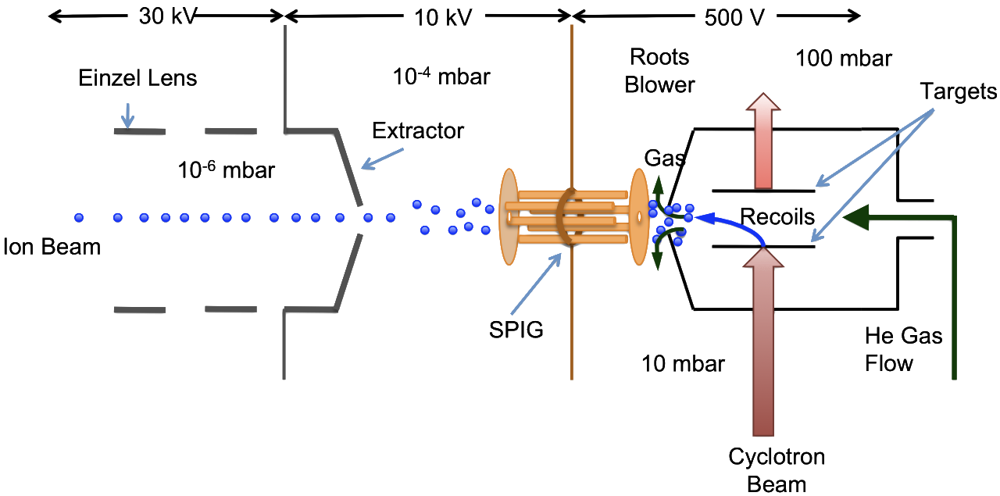 30 kV
10 kV
500 V
Einzel Lens
10-4 mbar
Roots
Blower
100 mbar
Targets
Extractor
10-6 mbar
Gas
Recoils
Ion Beam
SPIG
10 mbar
He Gas
Flow
Cyclotron
Beam